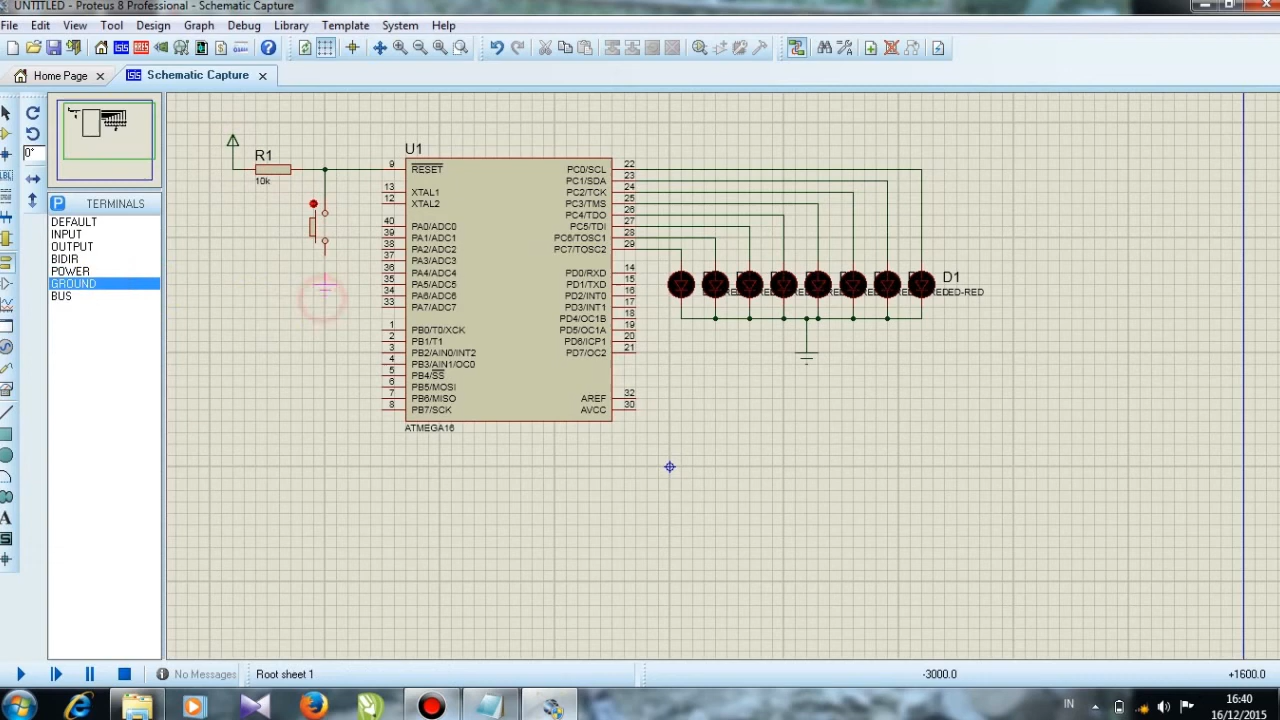 UNTITLED - Proteus 8 Professional - Schematic Capture
File Edit View Tool Design Graph Debug Library Template System Help
Home Page
Schematic Capture
0°
P TERMINALS
DEFAULT
INPUT
OUTPUT
BIDIR
POWER
GROUND
BUS
R1
10k
U1
9 RESET
13 XTAL1
12 XTAL2
40 PA0/ADC0
39 PA1/ADC1
38 PA2/ADC2
37 PA3/ADC3
36 PA4/ADC4
35 PA5/ADC5
34 PA6/ADC6
33 PA7/ADC7
1 PB0/T0/XCK
2 PB1/T1
3 PB2/AIN0/INT2
4 PB3/AIN1/OC0
5 PB4/SS
6 PB5/MOSI
7 PB6/MISO
8 PB7/SCK
PC0/SCL 22
PC1/SDA 23
PC2/TCK 24
PC3/TMS 25
PC4/TDO 26
PC5/TDI 27
PC6/TOSC1 28
PC7/TOSC2 29
PD0/RXD 14
PD1/TXD 15
PD2/INT0 16
PD3/INT1 17
PD4/OC1B 18
PD5/OC1A 19
PD6/ICP1 20
PD7/OC2 21
AREF 32
AVCC 30
ATMEGA16
D1
LED-RED
No Messages
Root sheet 1
-3000.0
+1600.0
IN
16:40
16/12/2015